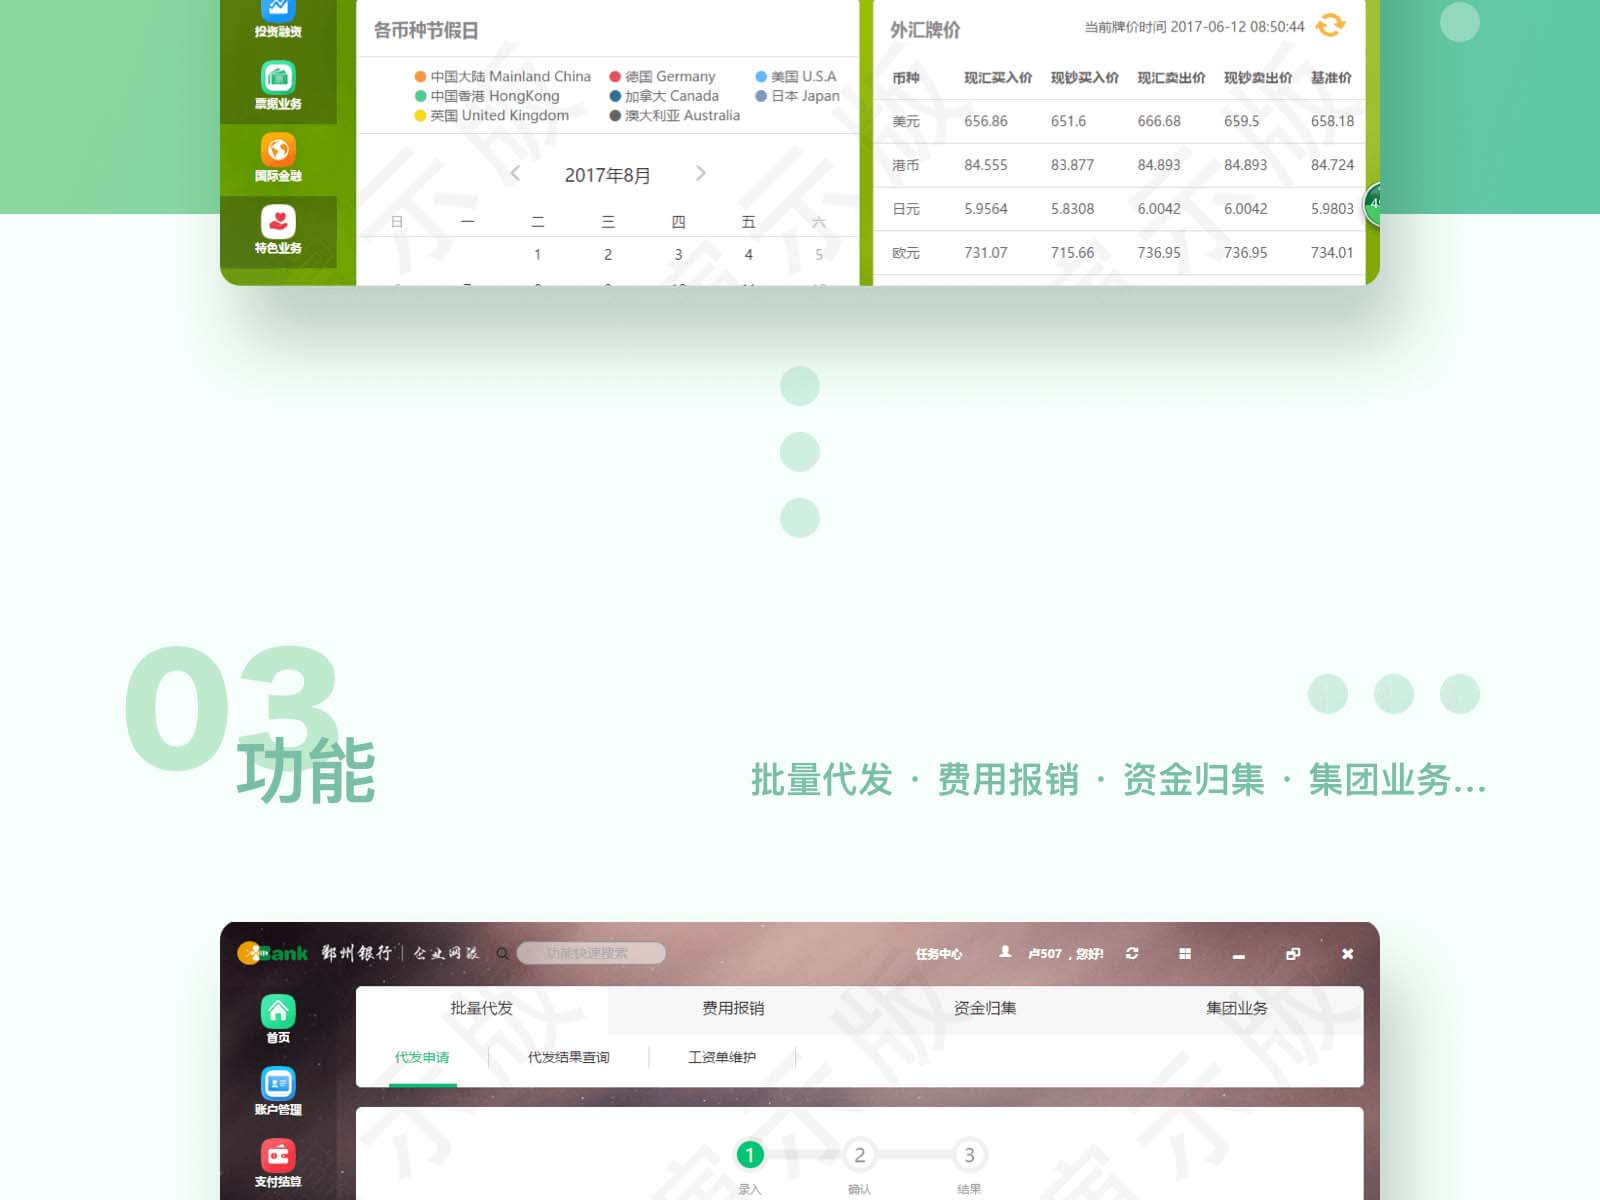 投资融资
票据业务
国际金融
特色业务
各币种节假日
中国大陆 Mainland China
德国 Germany
美国 U.S.A
中国香港 HongKong
加拿大 Canada
日本 Japan
英国 United Kingdom
澳大利亚 Australia
2017年8月
日 一 二 三 四 五 六
1 2 3 4 5
外汇牌价
当前牌价时间 2017-06-12 08:50:44
币种 现汇买入价 现钞买入价 现汇卖出价 现钞卖出价 基准价
美元 656.86 651.6 666.68 659.5 658.18
港币 84.555 83.877 84.893 84.893 84.724
日元 5.9564 5.8308 6.0042 6.0042 5.9803
欧元 731.07 715.66 736.95 736.95 734.01
03
功能
批量代发 · 费用报销 · 资金归集 · 集团业务...
Bank 鄞州银行 | 企业网银
功能快速搜索
任务中心
卢507 ，您好!
首页
账户管理
支付结算
批量代发 费用报销 资金归集 集团业务
代发申请 代发结果查询 工资单维护
1 2 3
录入 确认 结果
演示版